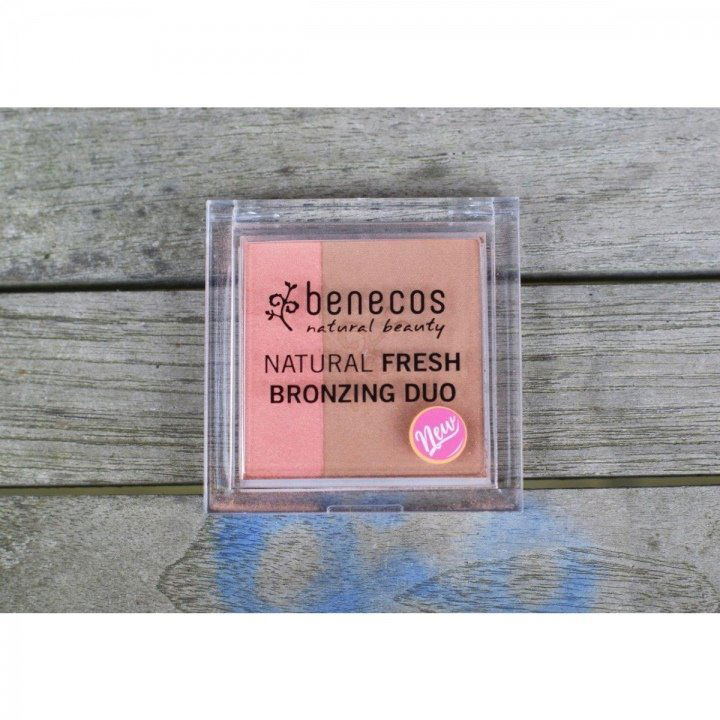 benecos
natural beauty
NATURAL FRESH
BRONZING DUO
New